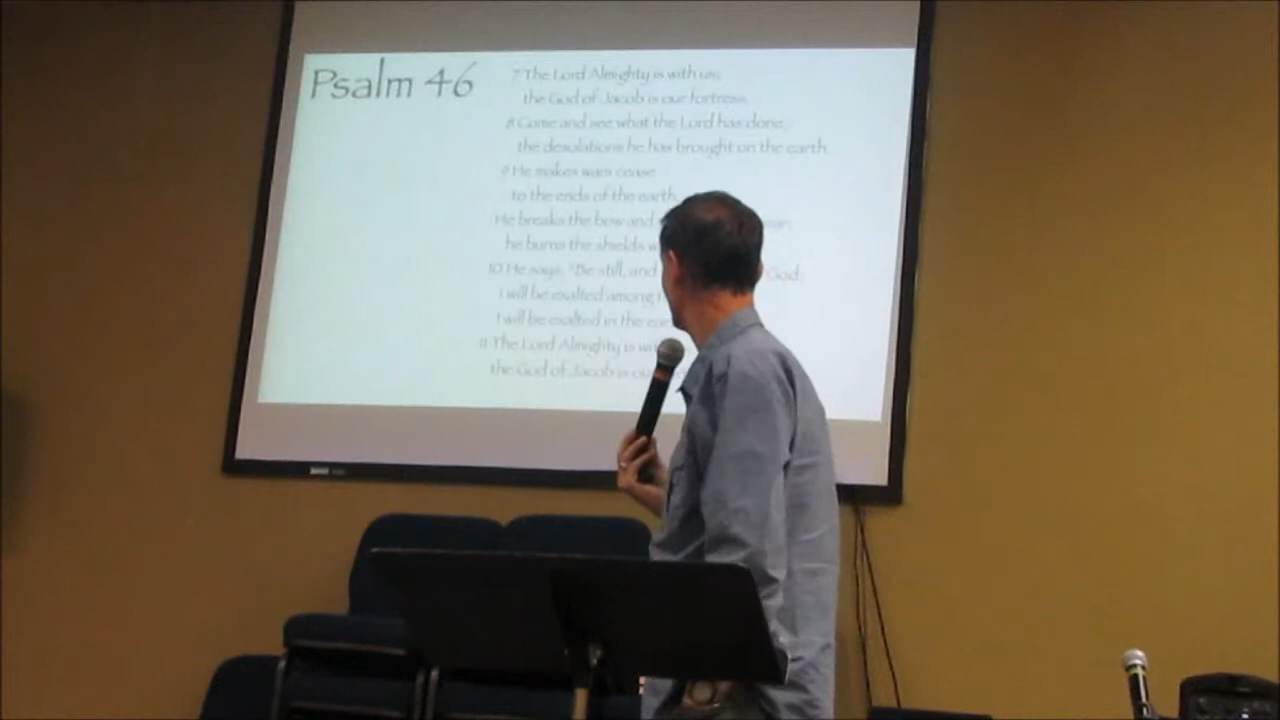 Psalm 46
7 The Lord Almighty is with us;
the God of Jacob is our fortress.
8 Come and see what the Lord has done,
the desolations he has brought on the earth.
9 He makes wars cease
to the ends of the earth.
He breaks the bow and
he burns the shields
10 He says, "Be still, and God;
I will be exalted among
I will be exalted in the
11 The Lord Almighty is
the God of Jacob is